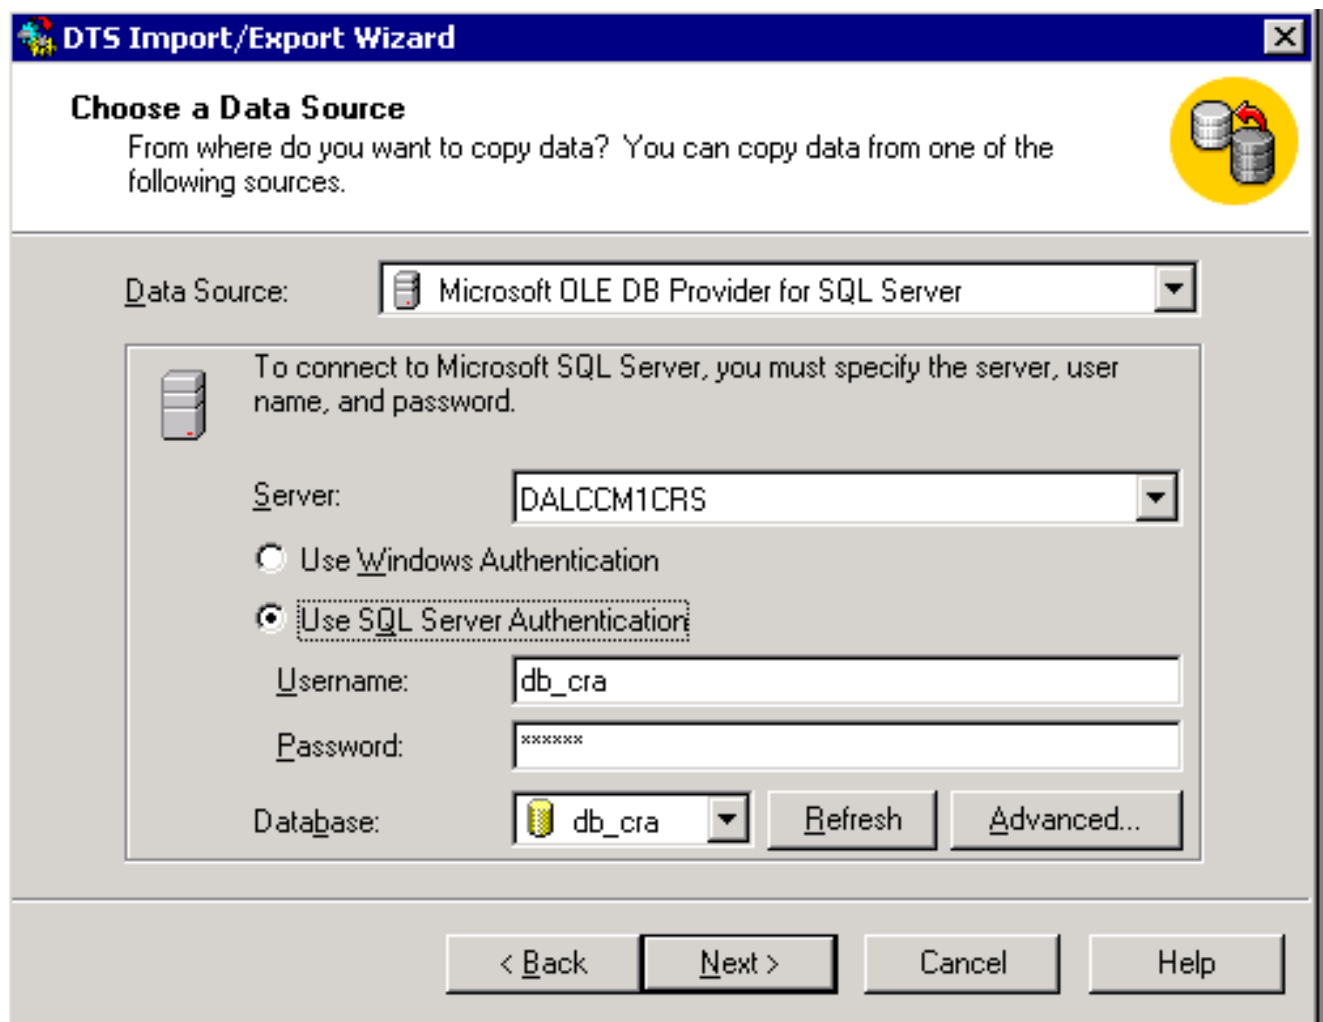 DTS Import/Export Wizard
Choose a Data Source
From where do you want to copy data? You can copy data from one of the
following sources.
Data Source: Microsoft OLE DB Provider for SQL Server
To connect to Microsoft SQL Server, you must specify the server, user
name, and password.
Server: DALCCM1CRS
Use Windows Authentication
Use SQL Server Authentication
Username: db_cra
Password: ××××××
Database: db_cra Refresh Advanced...
< Back Next > Cancel Help